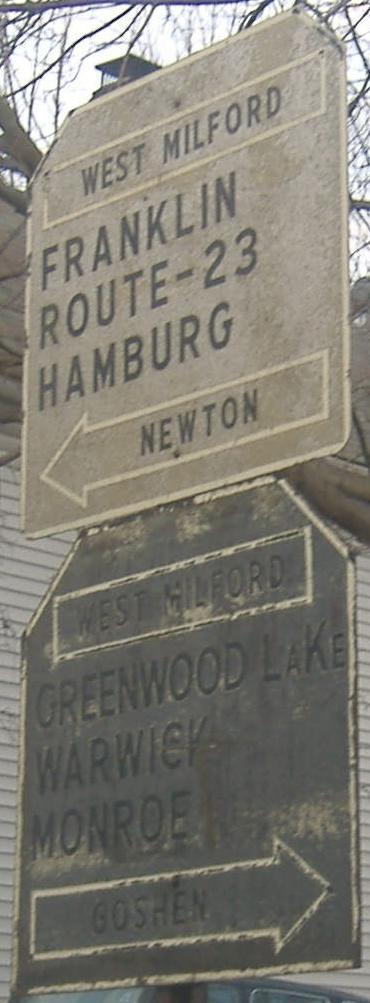 WEST MILFORD
FRANKLIN
ROUTE-23
HAMBURG
NEWTON
WEST MILFORD
GREENWOOD LAKE
WARWICK
MONROE
GOSHEN